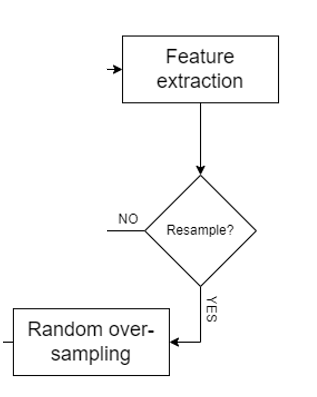 Feature
extraction
NO
Resample?
YES
Random over-
sampling